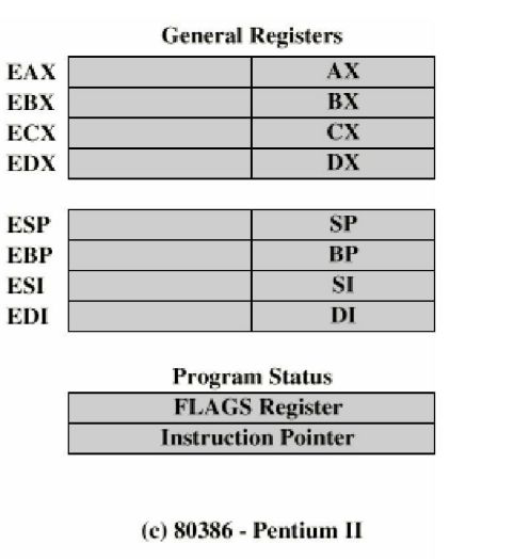 General Registers
EAX AX
EBX BX
ECX CX
EDX DX
ESP SP
EBP BP
ESI SI
EDI DI
Program Status
FLAGS Register
Instruction Pointer
(c) 80386 - Pentium II